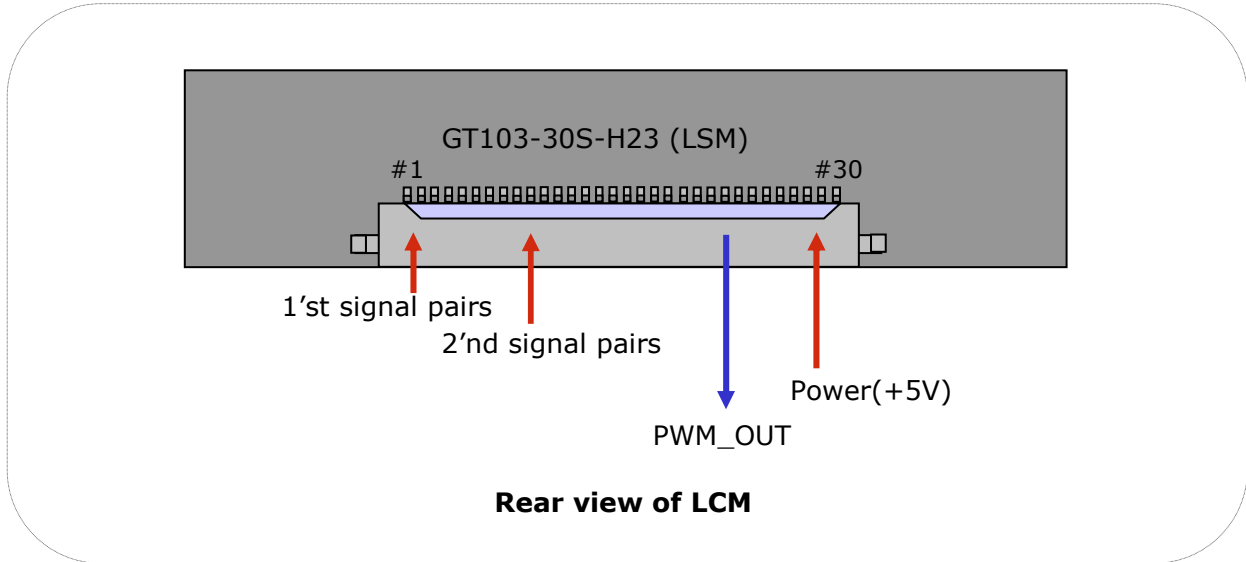 GT103-30S-H23 (LSM)
#1
#30
1’st signal pairs
2’nd signal pairs
Power(+5V)
PWM_OUT
Rear view of LCM